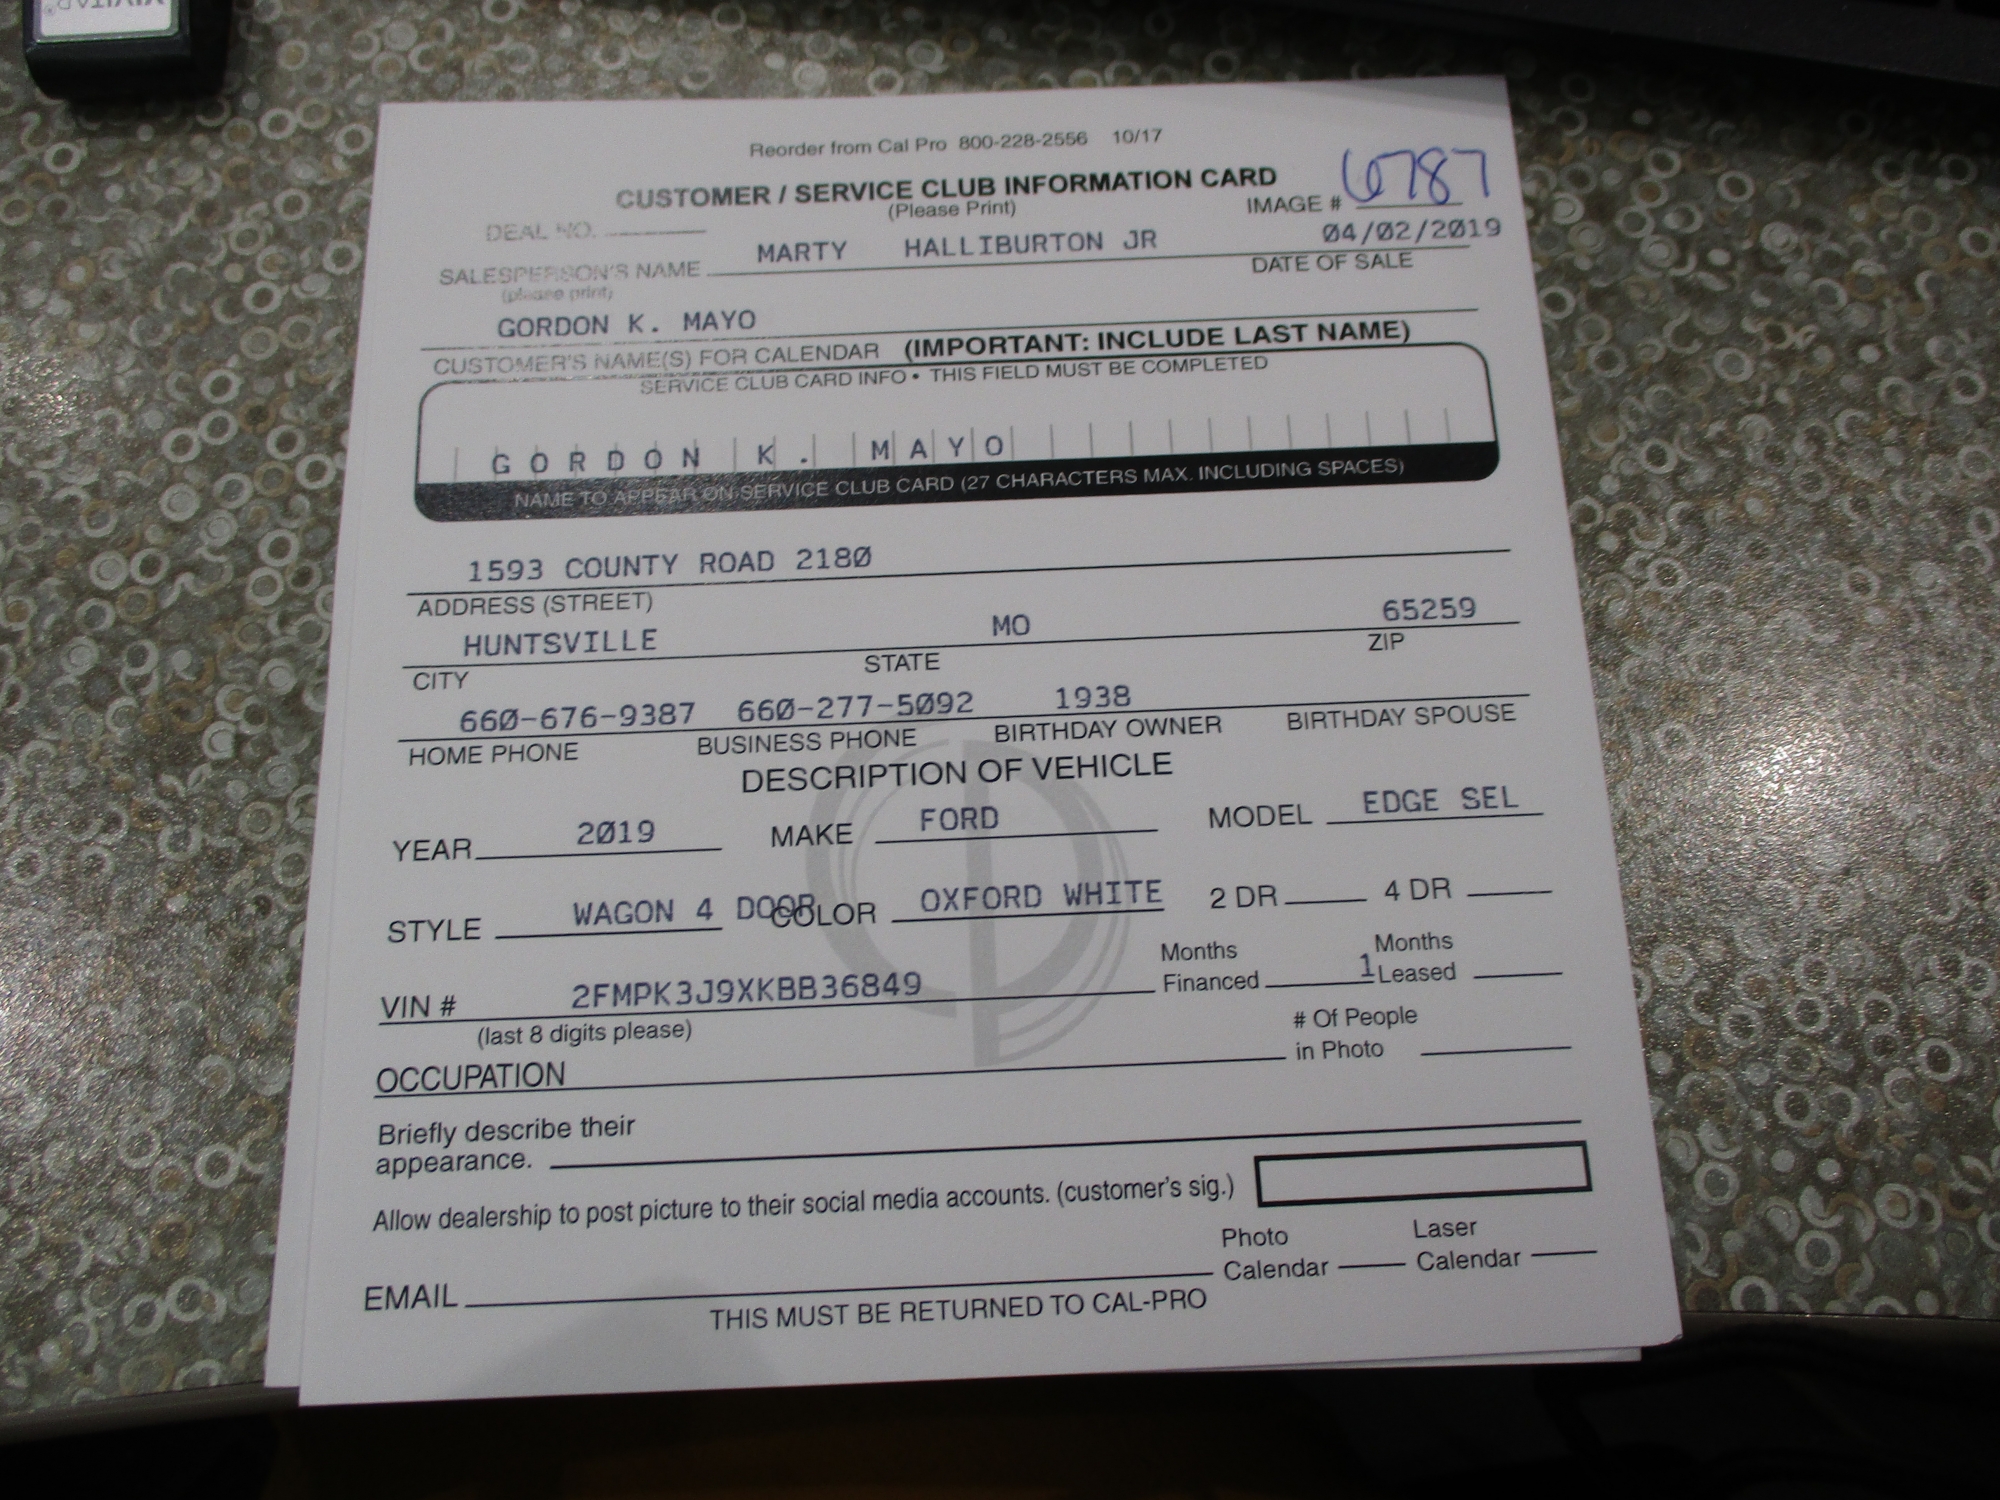 Reorder from Cal Pro 800-228-2556 10/17
CUSTOMER / SERVICE CLUB INFORMATION CARD
(Please Print)
IMAGE # 6787
DEAL NO.
MARTY HALLIBURTON JR 04/02/2019
SALESPERSON'S NAME DATE OF SALE
(please print)
GORDON K. MAYO
CUSTOMER'S NAME(S) FOR CALENDAR (IMPORTANT: INCLUDE LAST NAME)
SERVICE CLUB CARD INFO • THIS FIELD MUST BE COMPLETED
GORDON K. MAYO
NAME TO APPEAR ON SERVICE CLUB CARD (27 CHARACTERS MAX. INCLUDING SPACES)
1593 COUNTY ROAD 2180
ADDRESS (STREET)
HUNTSVILLE MO 65259
CITY STATE ZIP
660-676-9387 660-277-5092 1938
HOME PHONE BUSINESS PHONE BIRTHDAY OWNER BIRTHDAY SPOUSE
DESCRIPTION OF VEHICLE
YEAR 2019 MAKE FORD MODEL EDGE SEL
STYLE WAGON 4 DOOR COLOR OXFORD WHITE 2 DR 4 DR
Months Months
VIN # 2FMPK3J9XKBB36849 Financed 1 Leased
(last 8 digits please)
# Of People
OCCUPATION in Photo
Briefly describe their
appearance.
Allow dealership to post picture to their social media accounts. (customer's sig.)
Photo Laser
EMAIL Calendar Calendar
THIS MUST BE RETURNED TO CAL-PRO